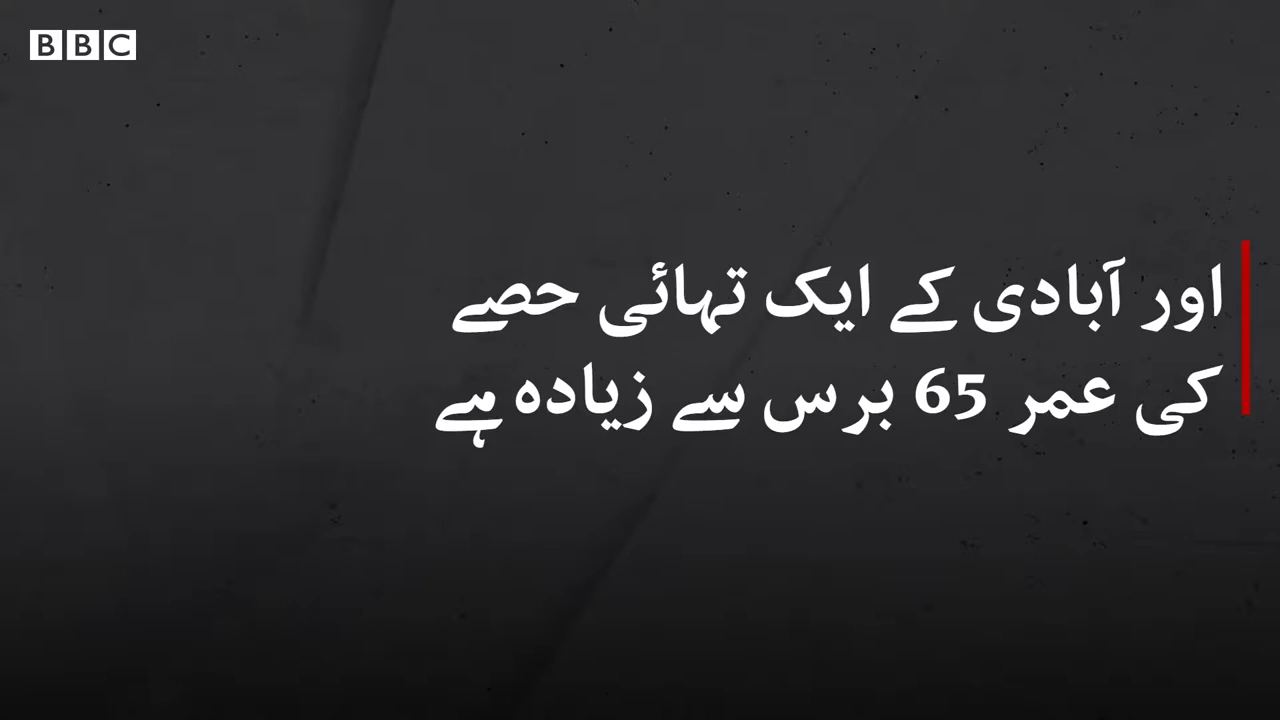 BBC
اور آبادی کے ایک تہائی حصے
کی عمر 65 برس سے زیادہ ہے